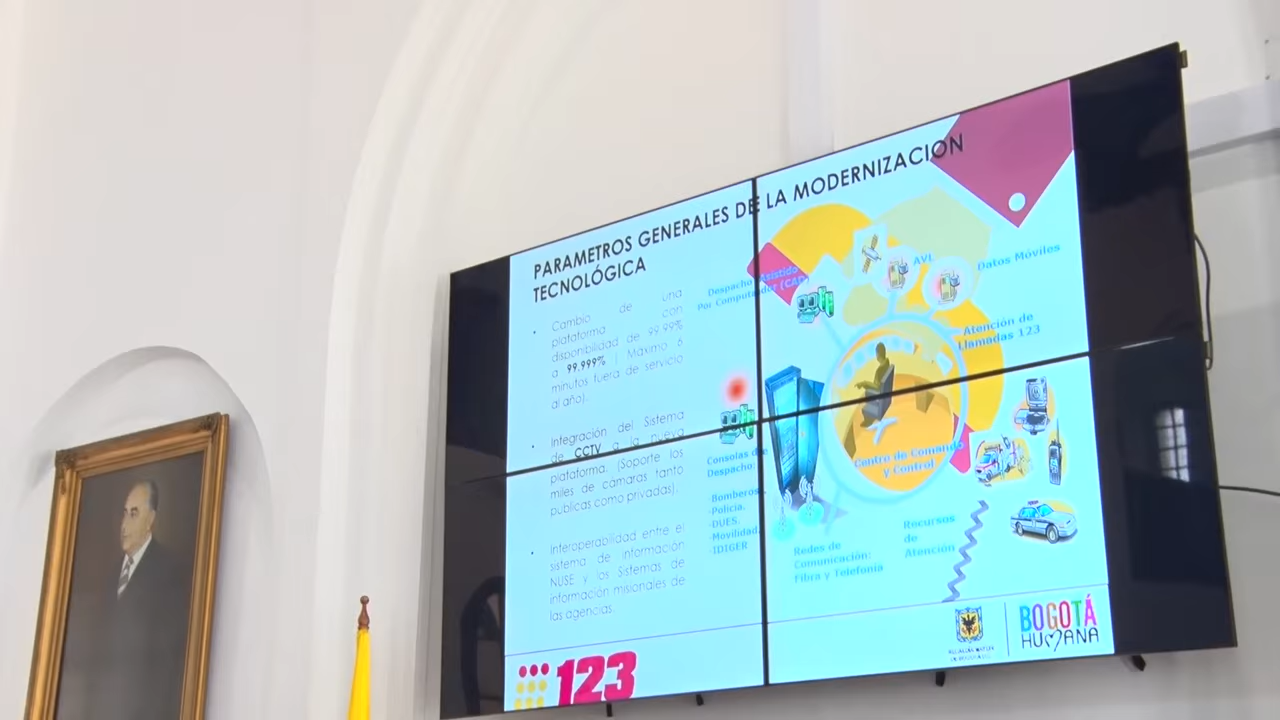 PARAMETROS GENERALES DE LA MODERNIZACION
TECNOLÓGICA
Cambio de una
plataforma con
disponibilidad de 99.99%
a 99.999% | Máximo 6
minutos fuera de servicio
al año).
Integración del Sistema
de CCTV a la nueva
plataforma. (Soporte los
miles de cámaras tanto
publicas como privadas).
Interoperabilidad entre el
sistema de información
NUSE y los Sistemas de
información misionales de
las agencias.
Despacho Asistido
Por Computador (CAD)
AVL
Datos Móviles
Atención de
Llamadas 123
Consolas de
Despacho:
-Bomberos.
-Policía.
-DUES.
-Movilidad.
-IDIGER
Centro de Comando
y Control
Redes de
Comunicación:
Fibra y Telefonía
Recursos
de
Atención
123
BOGOTÁ
HUMANA